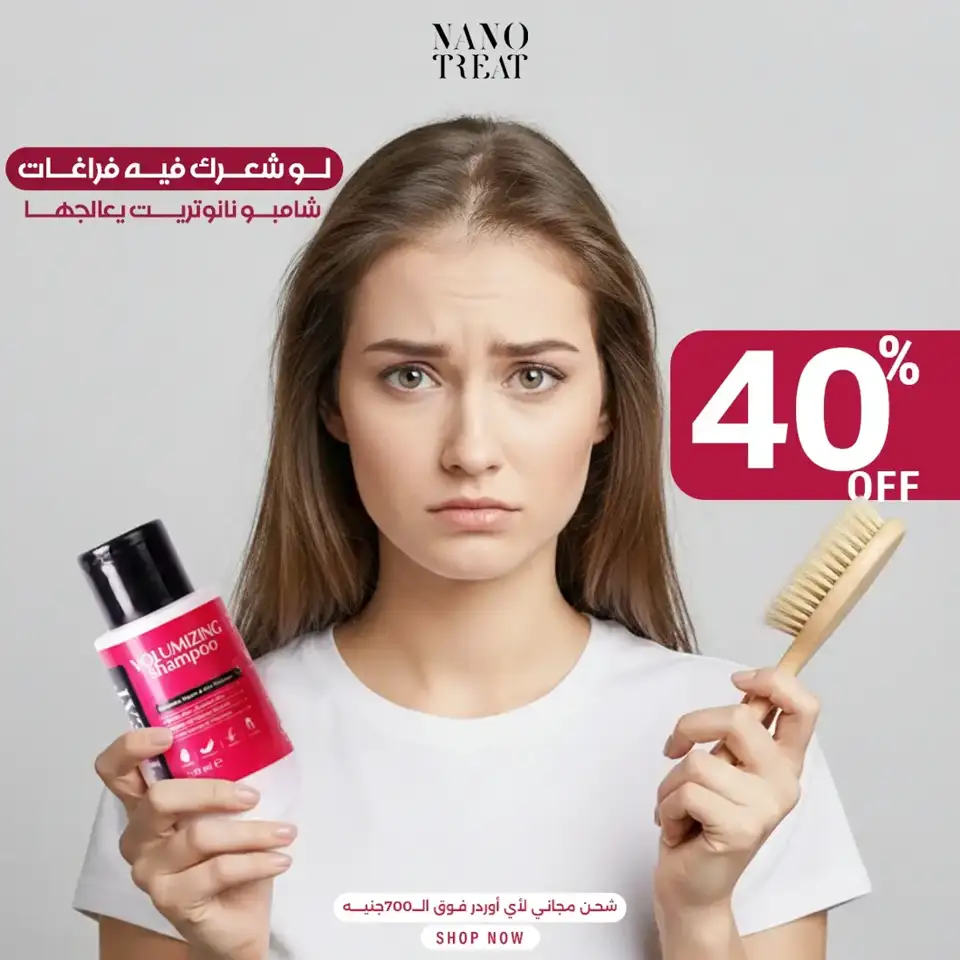 NANO
TREAT
لو شعرك فيه فراغات
شامبو نانوتريت يعالجها
40%
OFF
VOLUMIZING
shampoo
شحن مجاني لأي أوردر فوق الـ700جنيه
SHOP NOW